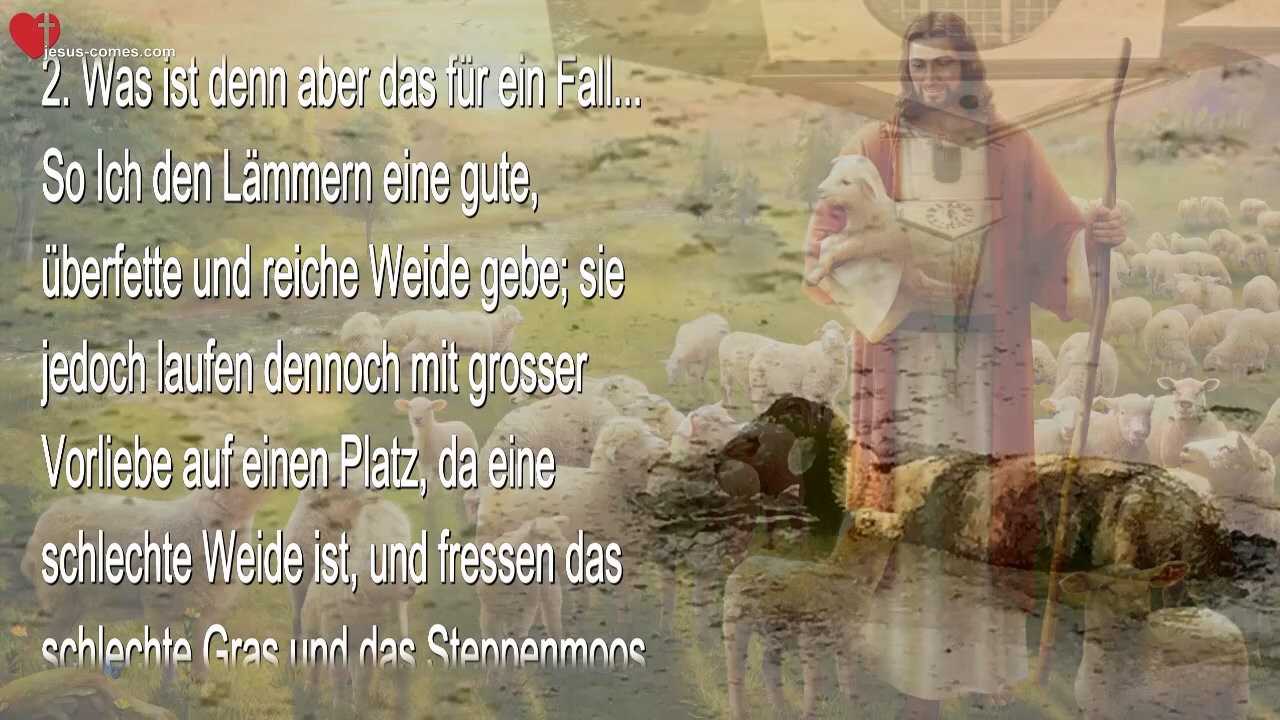 jesus-comes.com
2. Was ist denn aber das für ein Fall...
So Ich den Lämmern eine gute,
überfette und reiche Weide gebe; sie
jedoch laufen dennoch mit grosser
Vorliebe auf einen Platz, da eine
schlechte Weide ist, und fressen das
schlechte Gras und das Steppenmoos